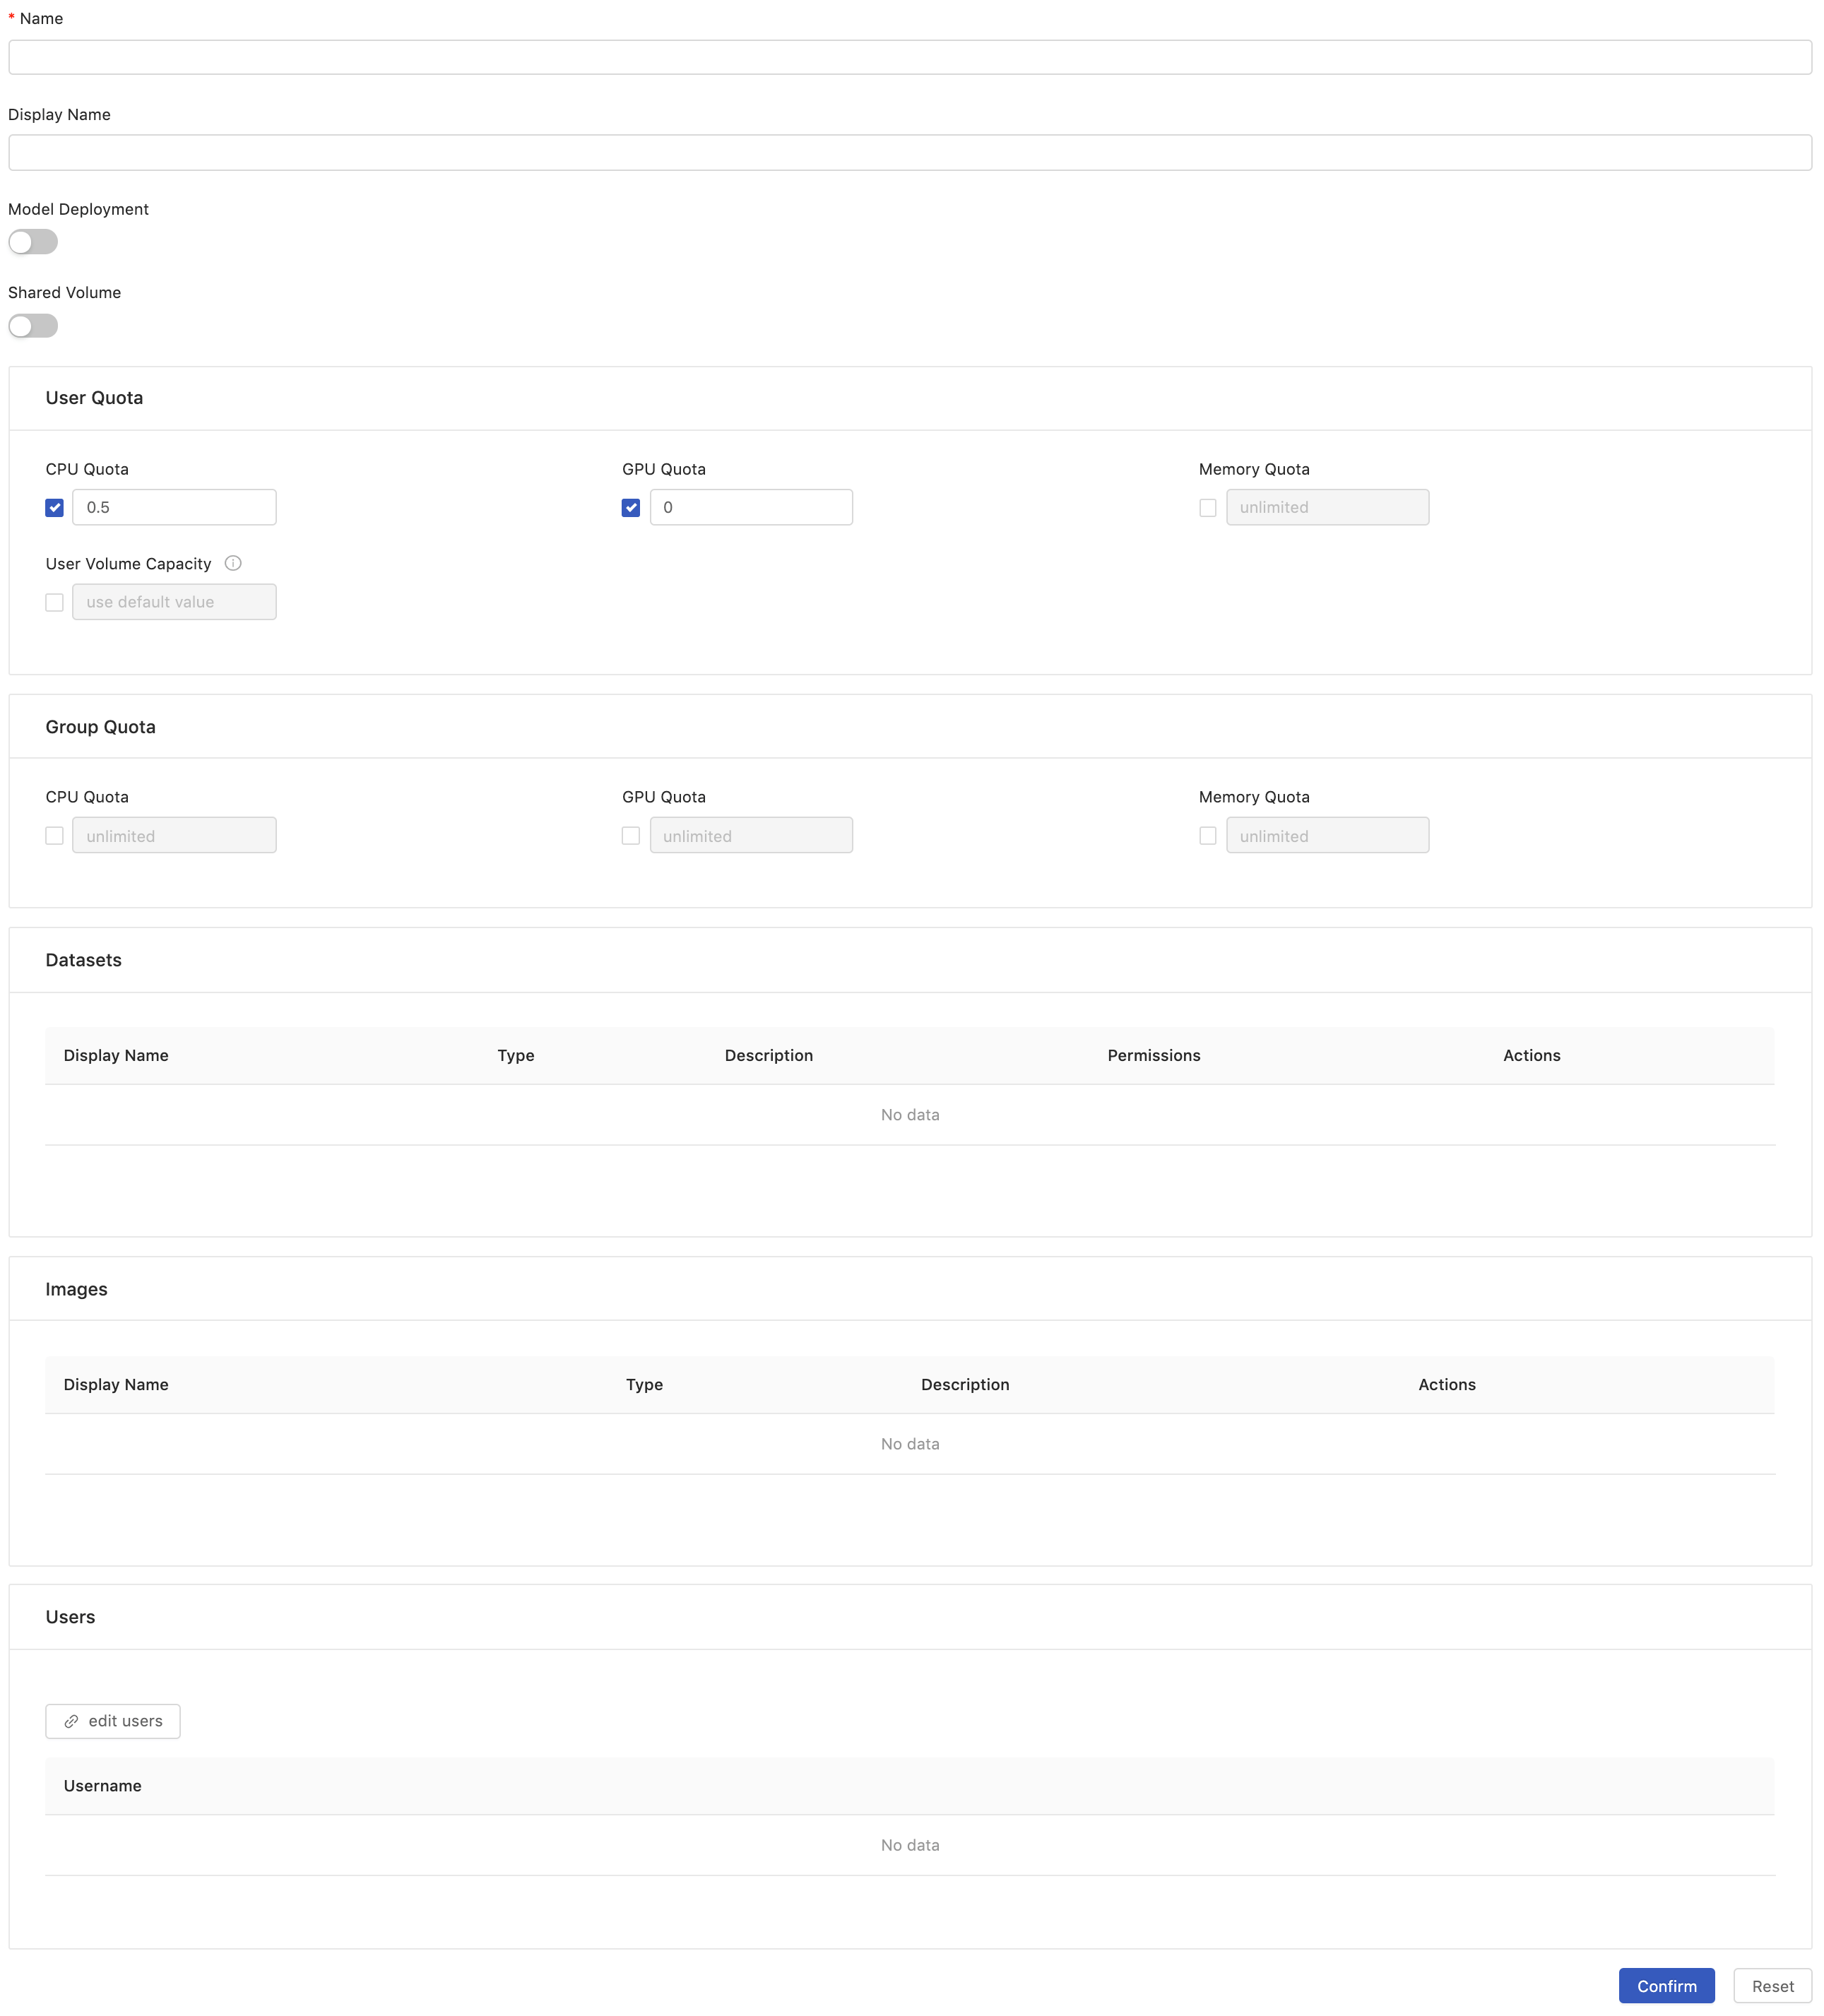 * Name
Display Name
Model Deployment
Shared Volume
User Quota
CPU Quota GPU Quota Memory Quota
0.5 0 unlimited
User Volume Capacity
use default value
Group Quota
CPU Quota GPU Quota Memory Quota
unlimited unlimited unlimited
Datasets
Display Name Type Description Permissions Actions
No data
Images
Display Name Type Description Actions
No data
Users
edit users
Username
No data
Confirm Reset